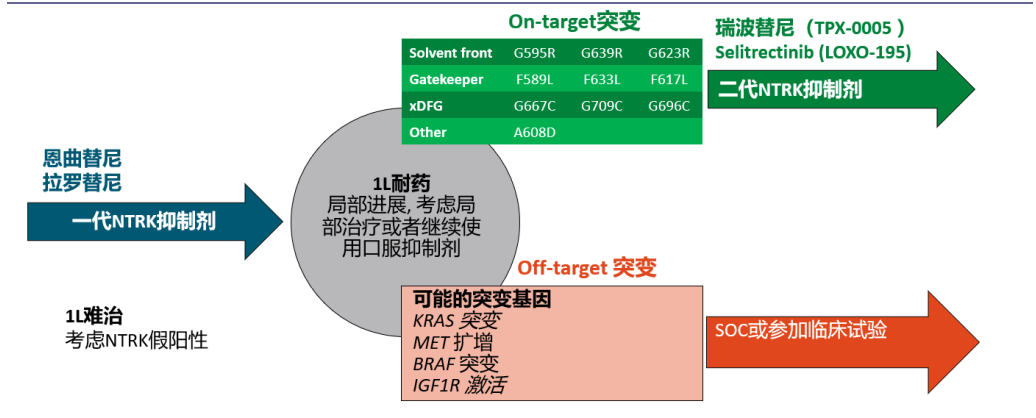 On-target突变
Solvent front G595R G639R G623R
Gatekeeper F589L F633L F617L
xDFG G667C G709C G696C
Other A608D
瑞波替尼（TPX-0005 ）
Selitrectinib (LOXO-195)
二代NTRK抑制剂
恩曲替尼
拉罗替尼
一代NTRK抑制剂
1L耐药
局部进展, 考虑局
部治疗或者继续使
用口服抑制剂
1L难治
考虑NTRK假阳性
Off-target 突变
可能的突变基因
KRAS 突变
MET 扩增
BRAF 突变
IGF1R 激活
SOC或参加临床试验